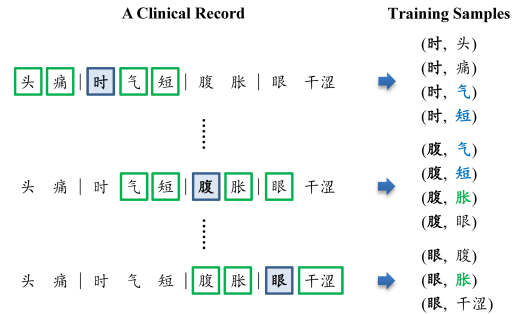 A Clinical Record
Training Samples
头 痛 | 时 气 短 | 腹 胀 | 眼 干涩
(时, 头)
(时, 痛)
(时, 气)
(时, 短)
头 痛 | 时 气 短 | 腹 胀 | 眼 干涩
(腹, 气)
(腹, 短)
(腹, 胀)
(腹, 眼)
头 痛 | 时 气 短 | 腹 胀 | 眼 干涩
(眼, 腹)
(眼, 胀)
(眼, 干涩)